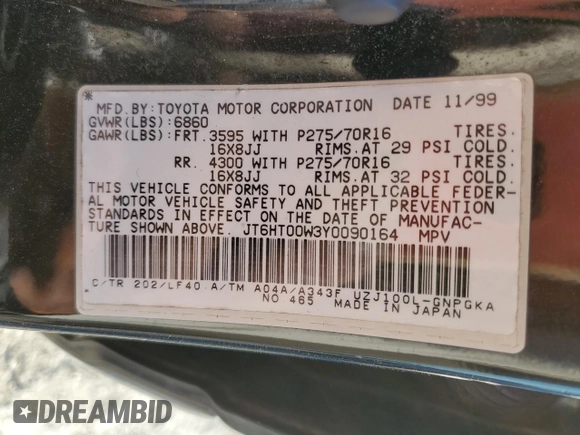 MFD.BY:TOYOTA MOTOR CORPORATION DATE 11/99
GVWR(LBS):6860
GAWR(LBS):FRT.3595 WITH P275/70R16 TIRES.
16X8JJ RIMS.AT 29 PSI COLD.
RR. 4300 WITH P275/70R16 TIRES.
16X8JJ RIMS.AT 32 PSI COLD.
THIS VEHICLE CONFORMS TO ALL APPLICABLE FEDER-
AL MOTOR VEHICLE SAFETY AND THEFT PREVENTION
STANDARDS IN EFFECT ON THE DATE OF MANUFAC-
TURE SHOWN ABOVE. JT6HT00W3Y0090164 MPV
C/TR 202/LF40 A/TM A04A/A343F UZJ100L-GNPGKA
NO 465 MADE IN JAPAN
DREAMBID